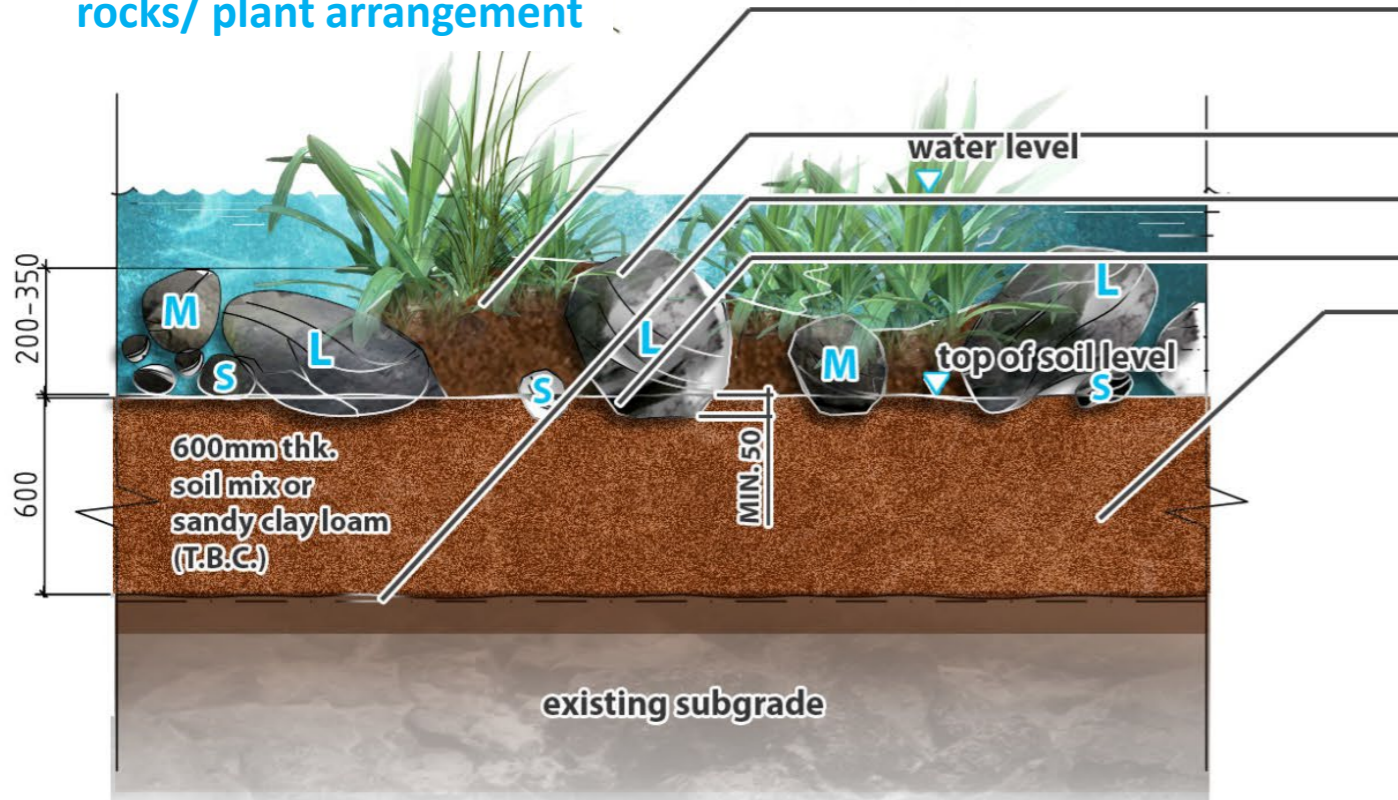 rocks/ plant arrangement
water level
200-350
M
L
S
S
L
M
L
S
top of soil level
600
600mm thk.
soil mix or
sandy clay loam
(T.B.C.)
MIN. 50
existing subgrade